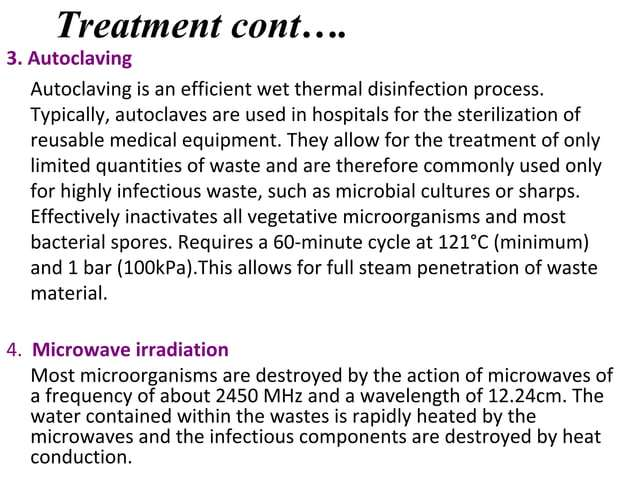 Treatment cont….
3. Autoclaving
Autoclaving is an efficient wet thermal disinfection process.
Typically, autoclaves are used in hospitals for the sterilization of
reusable medical equipment. They allow for the treatment of only
limited quantities of waste and are therefore commonly used only
for highly infectious waste, such as microbial cultures or sharps.
Effectively inactivates all vegetative microorganisms and most
bacterial spores. Requires a 60-minute cycle at 121°C (minimum)
and 1 bar (100kPa).This allows for full steam penetration of waste
material.
4. Microwave irradiation
Most microorganisms are destroyed by the action of microwaves of
a frequency of about 2450 MHz and a wavelength of 12.24cm. The
water contained within the wastes is rapidly heated by the
microwaves and the infectious components are destroyed by heat
conduction.